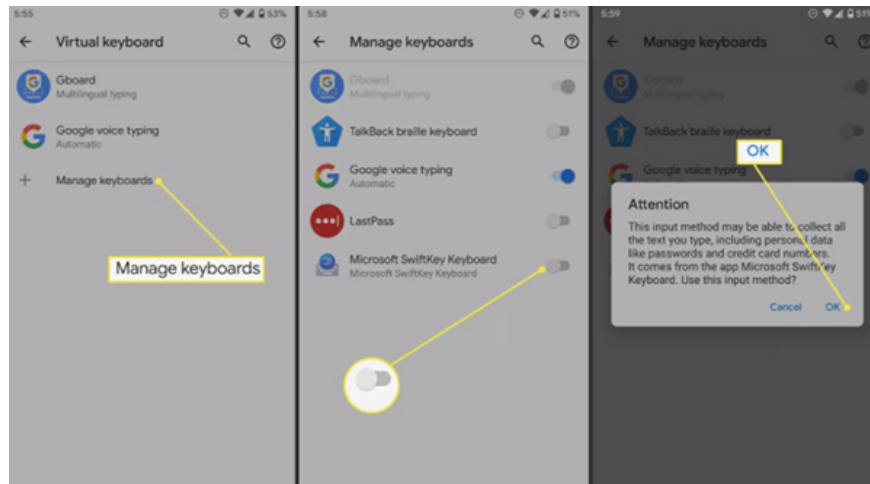 5:55
53%
Virtual keyboard
Gboard
Multilingual typing
Google voice typing
Automatic
Manage keyboards
Manage keyboards
5:58
51%
Manage keyboards
Gboard
Multilingual typing
TalkBack braille keyboard
Google voice typing
Automatic
LastPass
Microsoft SwiftKey Keyboard
Microsoft SwiftKey Keyboard
5:59
51%
Manage keyboards
Gboard
Multilingual typing
TalkBack braille keyboard
OK
Google voice typing
Automatic
Attention
This input method may be able to collect all
the text you type, including personal data
like passwords and credit card numbers.
It comes from the app Microsoft SwiftKey
Keyboard. Use this input method?
Cancel OK